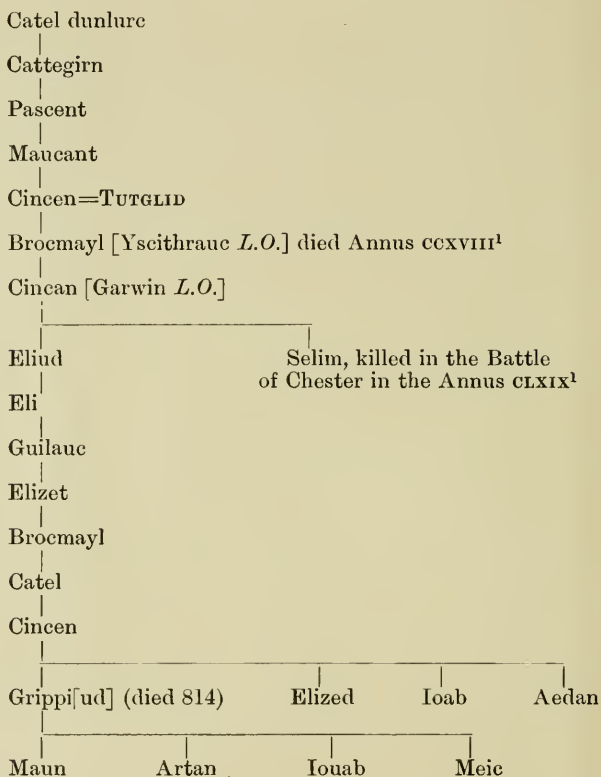 Catel dunlurc
Cattegirn
Pascent
Maucant
Cincen=TUTGLID
Brocmayl [Yscithrauc L.O.] died Annus CCXVIII¹
Cincan [Garwin L.O.]
Eliud Selim, killed in the Battle
of Chester in the Annus CLXIX¹
Eli
Guilauc
Elizet
Brocmayl
Catel
Cincen
Grippi[ud] (died 814) Elized Ioab Aedan
Maun Artan Iouab Meic